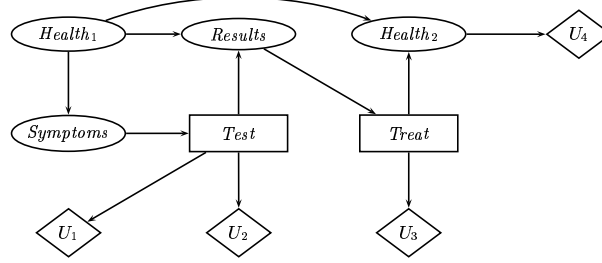 Health₁ Results Health₂ U₄
Symptoms Test Treat
U₁ U₂ U₃